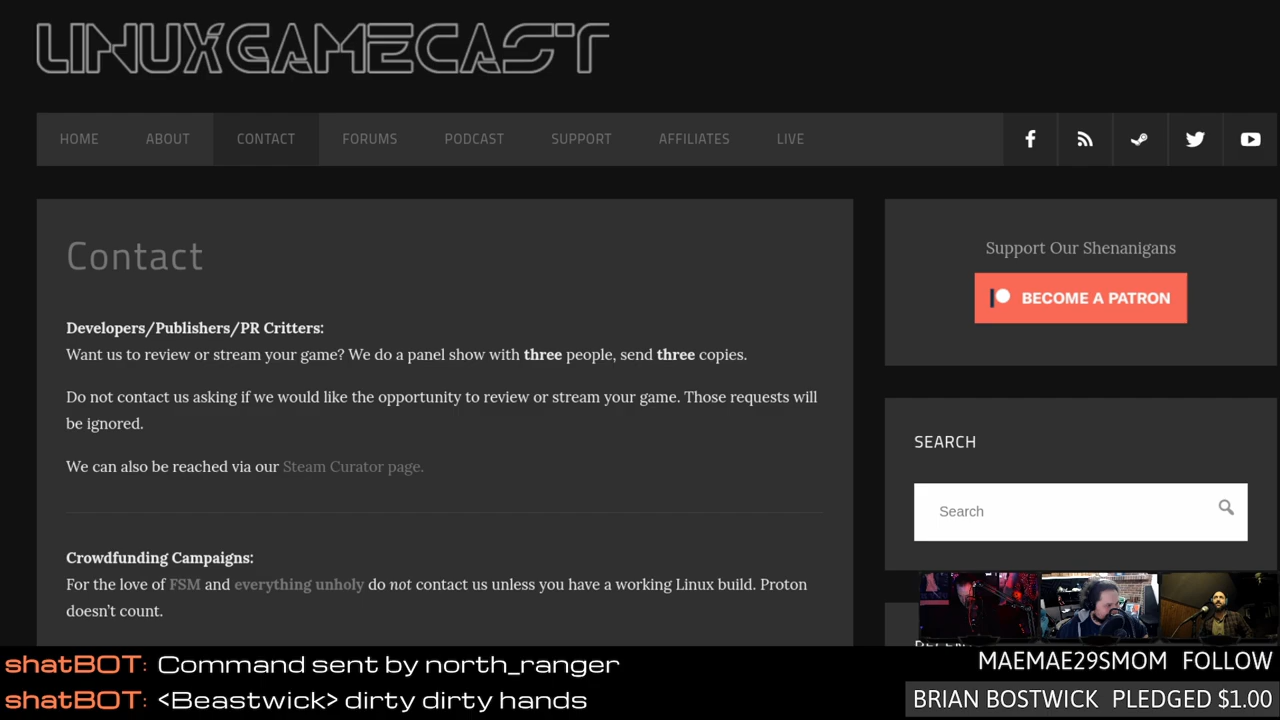 LINUXGAMECAST
HOME ABOUT CONTACT FORUMS PODCAST SUPPORT AFFILIATES LIVE
Contact
Developers/Publishers/PR Critters:
Want us to review or stream your game? We do a panel show with three people, send three copies.
Do not contact us asking if we would like the opportunity to review or stream your game. Those requests will
be ignored.
We can also be reached via our Steam Curator page.
Crowdfunding Campaigns:
For the love of FSM and everything unholy do not contact us unless you have a working Linux build. Proton
doesn't count.
Support Our Shenanigans
BECOME A PATRON
SEARCH
Search
shatBOT: Command sent by north_ranger
shatBOT: <Beastwick> dirty dirty hands
MAEMAE29SMOM FOLLOW
BRIAN BOSTWICK PLEDGED $1.00